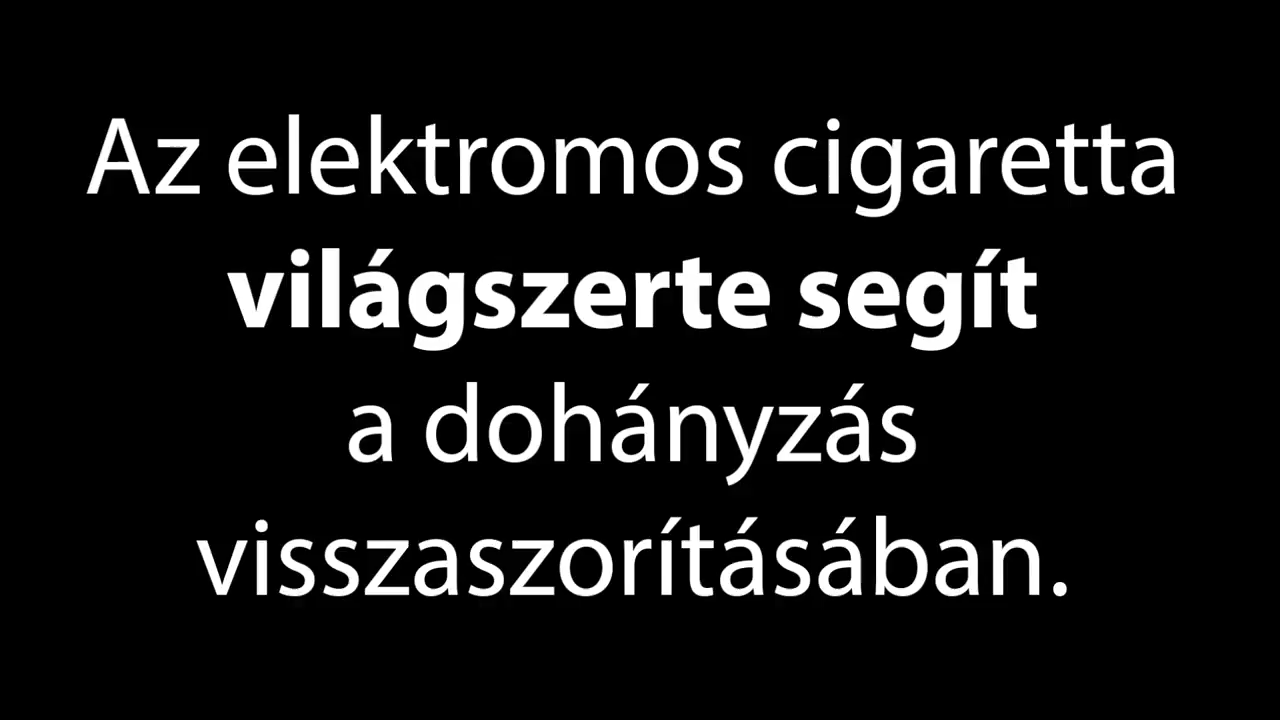 Az elektromos cigaretta
világszerte segít
a dohányzás
visszaszorításában.